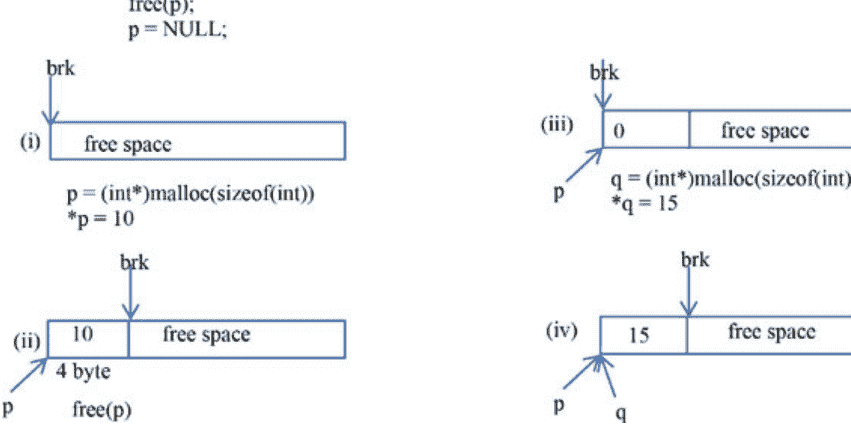 free(p);
p = NULL;
brk
(i) free space
p = (int*)malloc(sizeof(int))
*p = 10
brk
(ii) 10 free space
4 byte
p
free(p)
brk
(iii) 0 free space
p
q = (int*)malloc(sizeof(int)
*q = 15
brk
(iv) 15 free space
p q